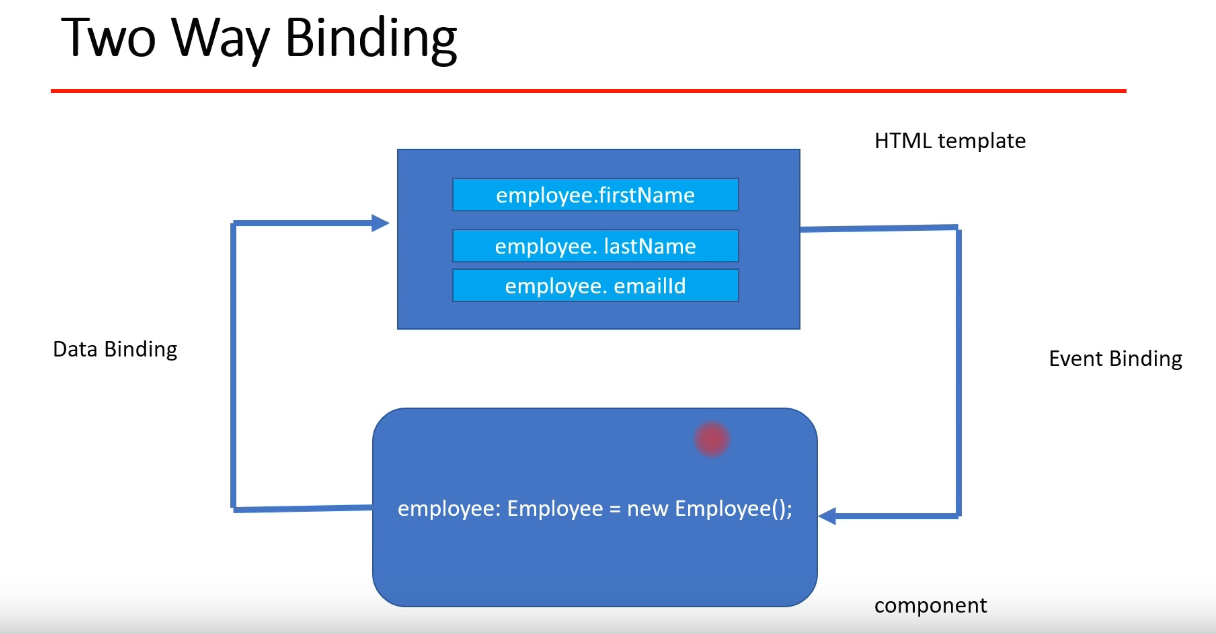 Two Way Binding
HTML template
employee.firstName
employee. lastName
employee. emailId
Data Binding
Event Binding
employee: Employee = new Employee();
component